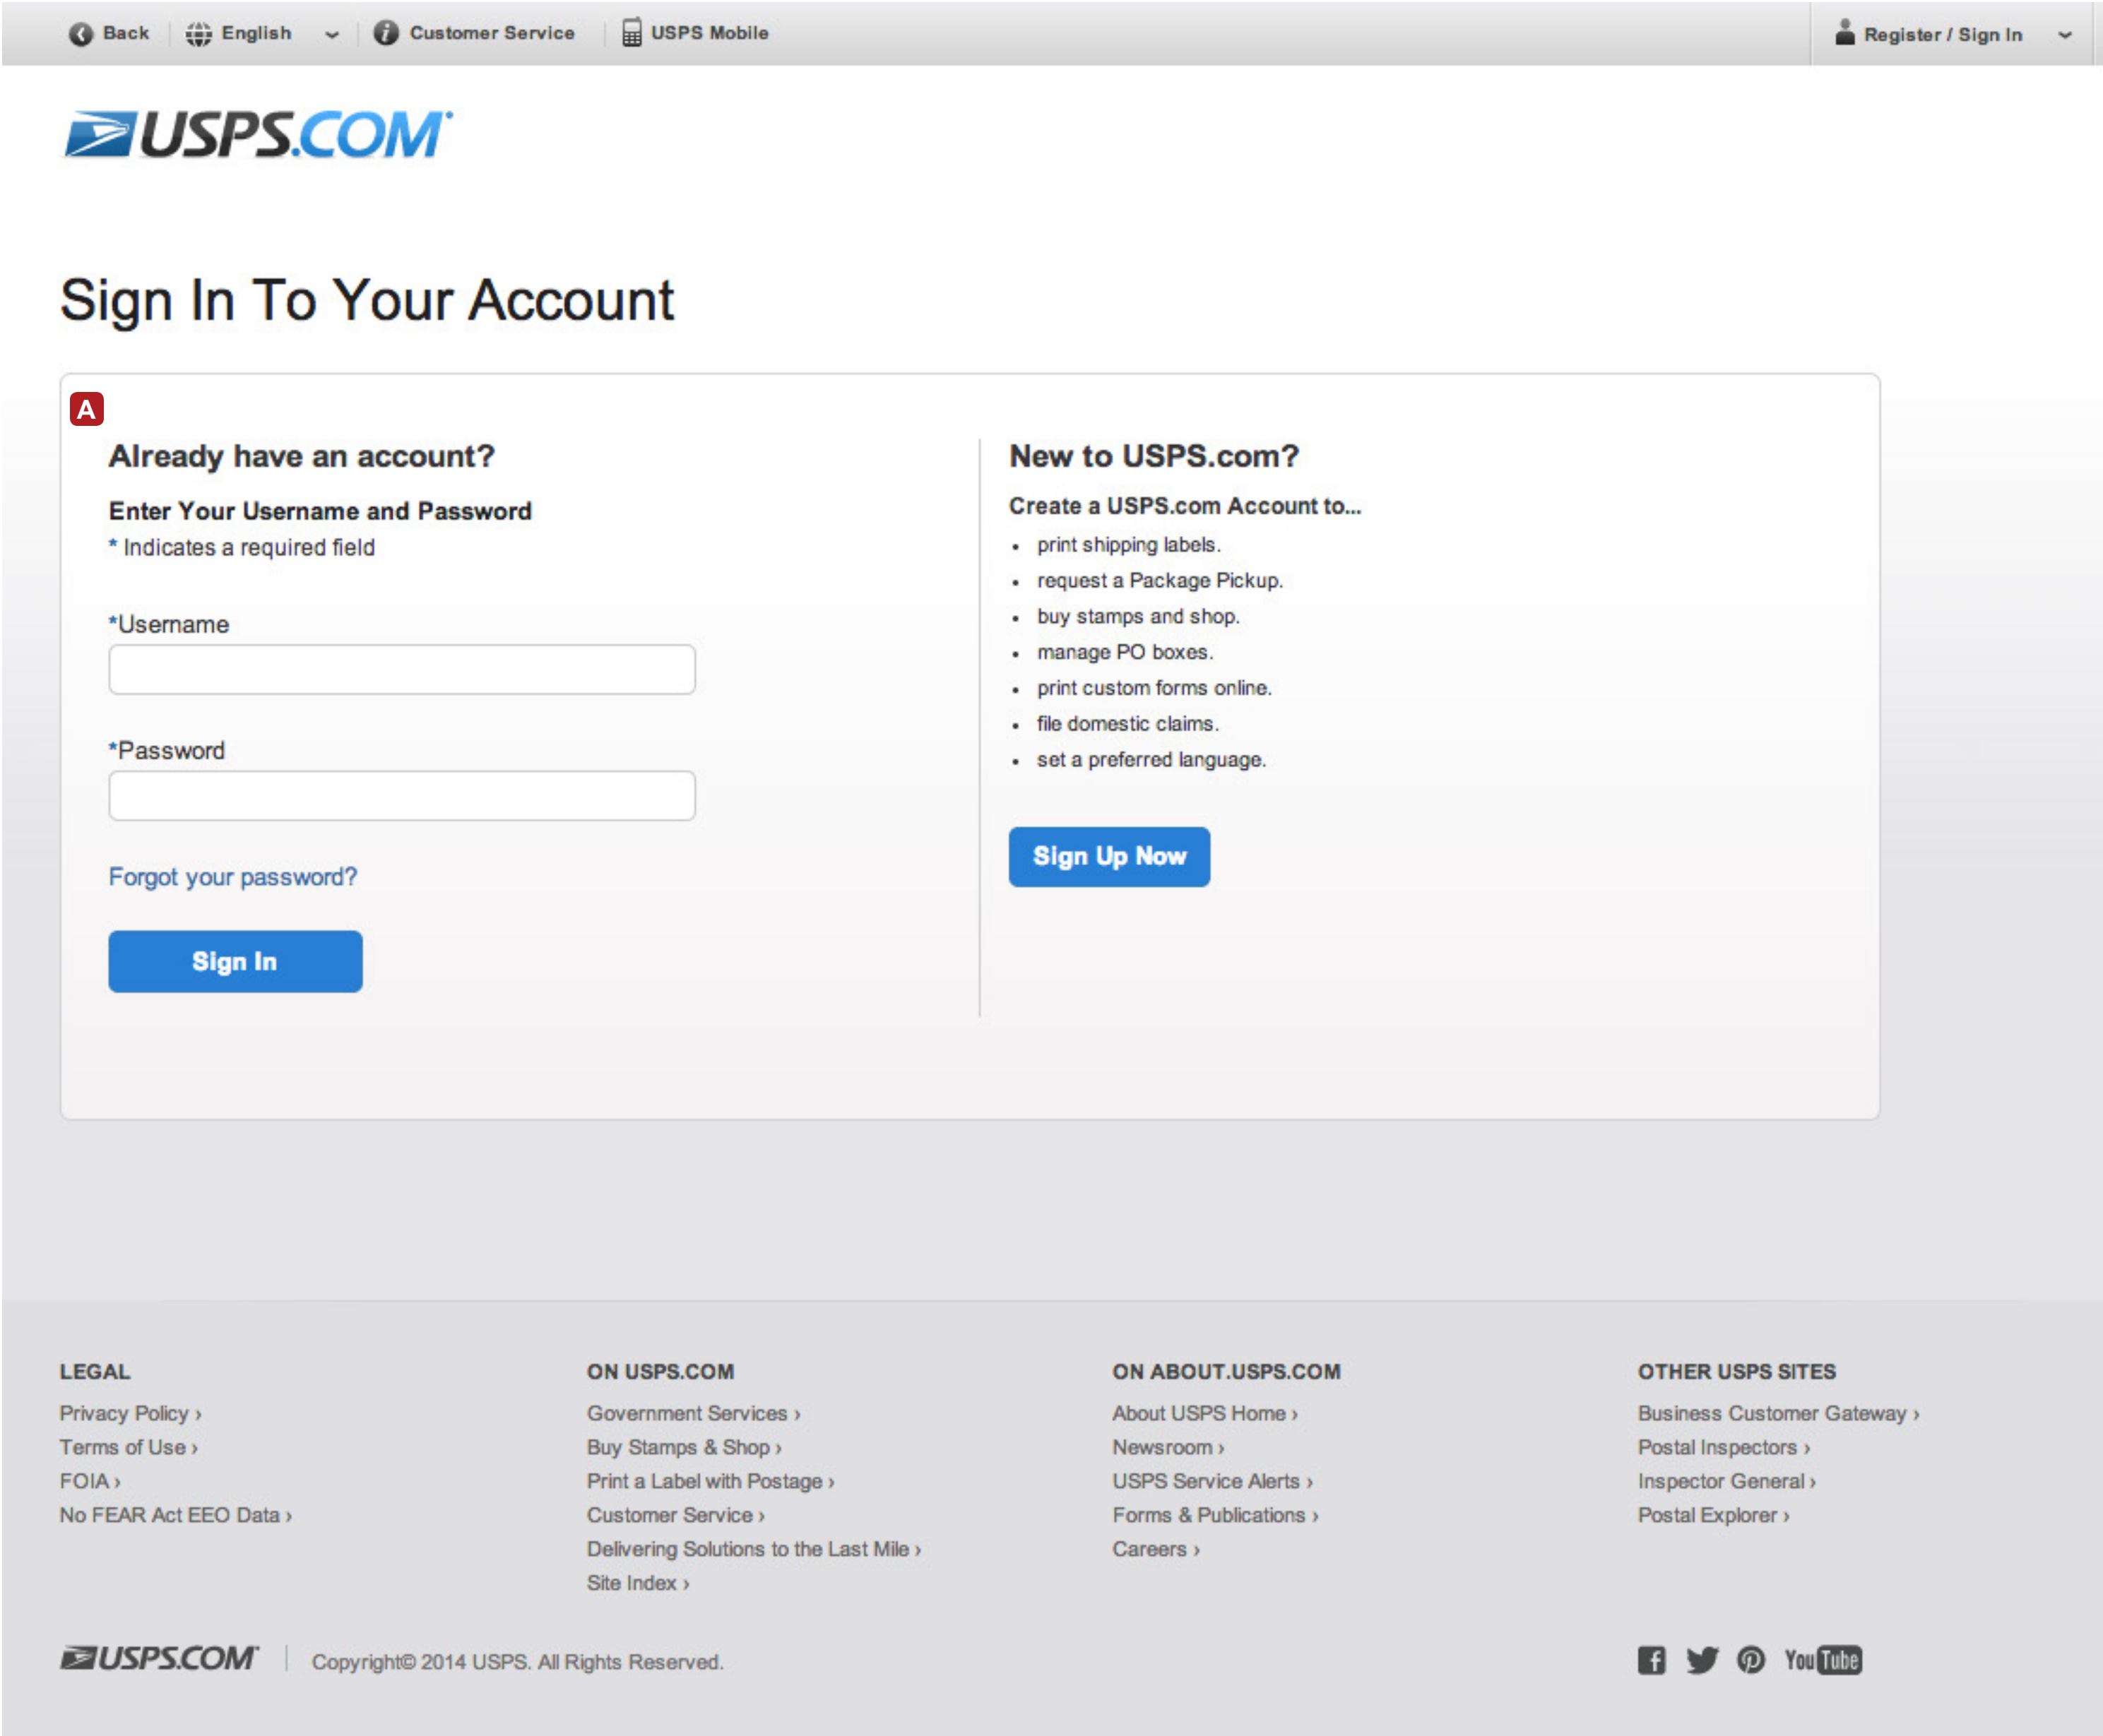 Back English Customer Service USPS Mobile Register / Sign In
USPS.COM
Sign In To Your Account
A
Already have an account?
Enter Your Username and Password
* Indicates a required field
*Username
*Password
Forgot your password?
Sign In
New to USPS.com?
Create a USPS.com Account to...
• print shipping labels.
• request a Package Pickup.
• buy stamps and shop.
• manage PO boxes.
• print custom forms online.
• file domestic claims.
• set a preferred language.
Sign Up Now
LEGAL
Privacy Policy ›
Terms of Use ›
FOIA ›
No FEAR Act EEO Data ›
ON USPS.COM
Government Services ›
Buy Stamps & Shop ›
Print a Label with Postage ›
Customer Service ›
Delivering Solutions to the Last Mile ›
Site Index ›
ON ABOUT.USPS.COM
About USPS Home ›
Newsroom ›
USPS Service Alerts ›
Forms & Publications ›
Careers ›
OTHER USPS SITES
Business Customer Gateway ›
Postal Inspectors ›
Inspector General ›
Postal Explorer ›
USPS.COM Copyright© 2014 USPS. All Rights Reserved.
YouTube